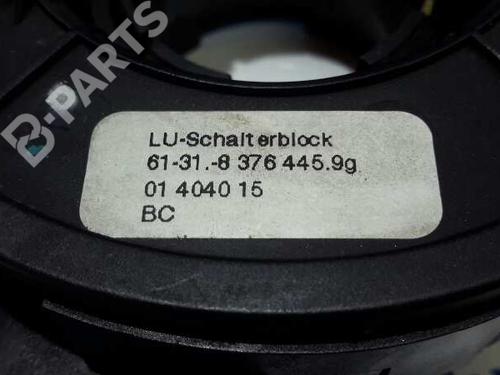 B-PARTS
LU-Schalterblock
61-31.-8 376 445.9g
01 4040 15
BC